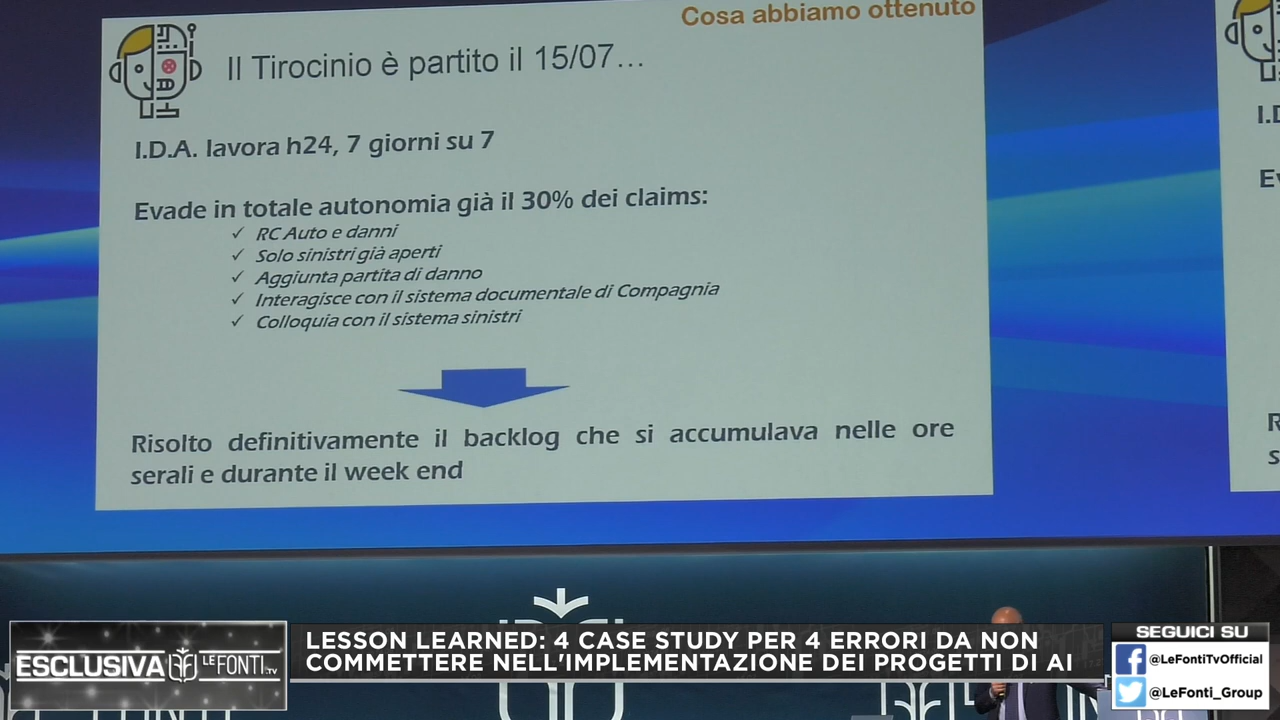 Cosa abbiamo ottenuto
Il Tirocinio è partito il 15/07...
I.D.A. lavora h24, 7 giorni su 7
Evade in totale autonomia già il 30% dei claims:
✓ RC Auto e danni
✓ Solo sinistri già aperti
✓ Aggiunta partita di danno
✓ Interagisce con il sistema documentale di Compagnia
✓ Colloquia con il sistema sinistri
Risolto definitivamente il backlog che si accumulava nelle ore
serali e durante il week end
ESCLUSIVA LEFONTI.TV
LESSON LEARNED: 4 CASE STUDY PER 4 ERRORI DA NON
COMMETTERE NELL'IMPLEMENTAZIONE DEI PROGETTI DI AI
SEGUICI SU
@LeFontiTvOfficial
@LeFonti_Group